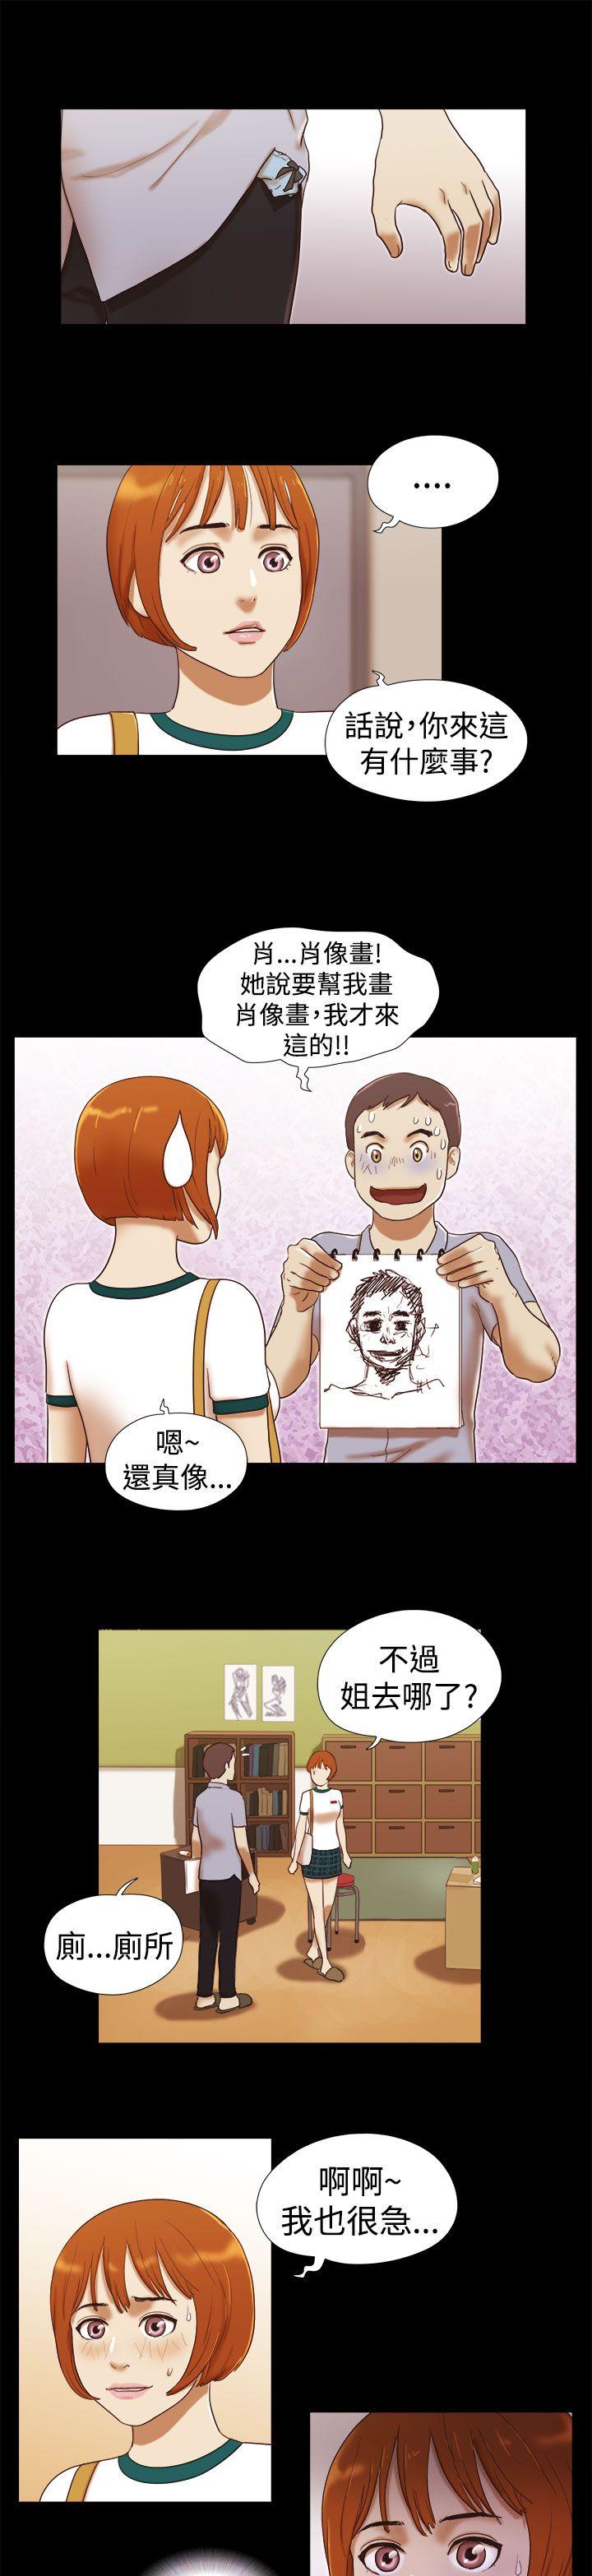 ....
話說,你來這
有什麼事?
肖...肖像畫!
她說要幫我畫
肖像畫,我才來
這的!!
嗯~
還真像...
不過
姐去哪了?
廁...廁所
啊啊~
我也很急...